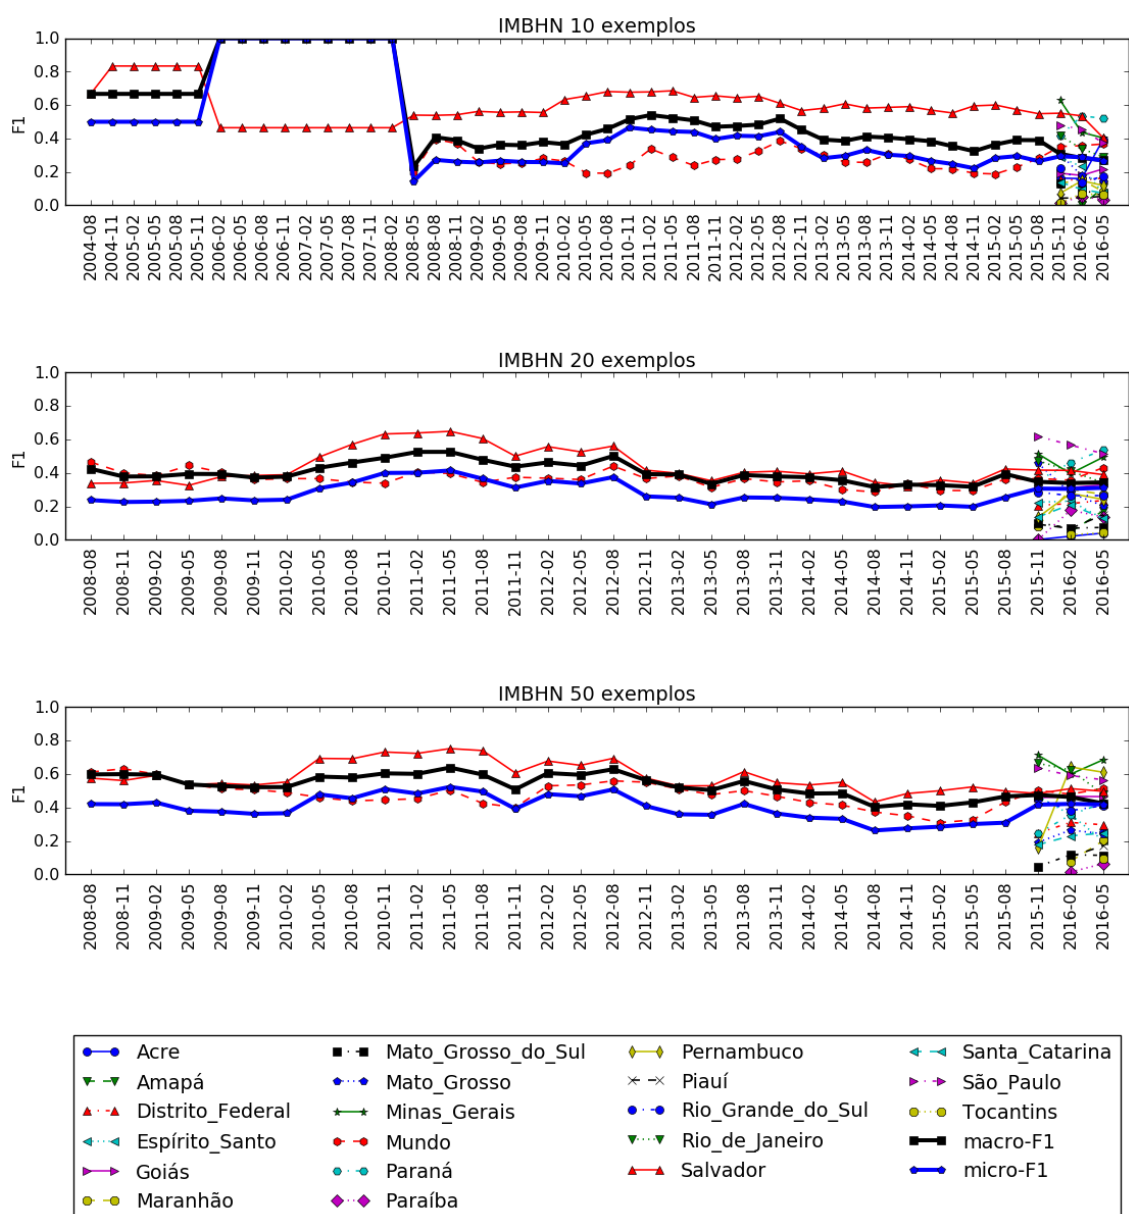 IMBHN 10 exemplos
1.0
0.8
0.6
0.4
0.2
0.0
F1
2004-08 2004-11 2005-02 2005-05 2005-08 2005-11 2006-02 2006-05 2006-08 2006-11 2007-02 2007-05 2007-08 2007-11 2008-02 2008-05 2008-08 2008-11 2009-02 2009-05 2009-08 2009-11 2010-02 2010-05 2010-08 2010-11 2011-02 2011-05 2011-08 2011-11 2012-02 2012-05 2012-08 2012-11 2013-02 2013-05 2013-08 2013-11 2014-02 2014-05 2014-08 2014-11 2015-02 2015-05 2015-08 2015-11 2016-02 2016-05
IMBHN 20 exemplos
1.0
0.8
0.6
0.4
0.2
0.0
F1
2008-08 2008-11 2009-02 2009-05 2009-08 2009-11 2010-02 2010-05 2010-08 2010-11 2011-02 2011-05 2011-08 2011-11 2012-02 2012-05 2012-08 2012-11 2013-02 2013-05 2013-08 2013-11 2014-02 2014-05 2014-08 2014-11 2015-02 2015-05 2015-08 2015-11 2016-02 2016-05
IMBHN 50 exemplos
1.0
0.8
0.6
0.4
0.2
0.0
F1
2008-08 2008-11 2009-02 2009-05 2009-08 2009-11 2010-02 2010-05 2010-08 2010-11 2011-02 2011-05 2011-08 2011-11 2012-02 2012-05 2012-08 2012-11 2013-02 2013-05 2013-08 2013-11 2014-02 2014-05 2014-08 2014-11 2015-02 2015-05 2015-08 2015-11 2016-02 2016-05
Acre
Amapá
Distrito_Federal
Espírito_Santo
Goiás
Maranhão
Mato_Grosso_do_Sul
Mato_Grosso
Minas_Gerais
Mundo
Paraná
Paraíba
Pernambuco
Piauí
Rio_Grande_do_Sul
Rio_de_Janeiro
Salvador
Santa_Catarina
São_Paulo
Tocantins
macro-F1
micro-F1